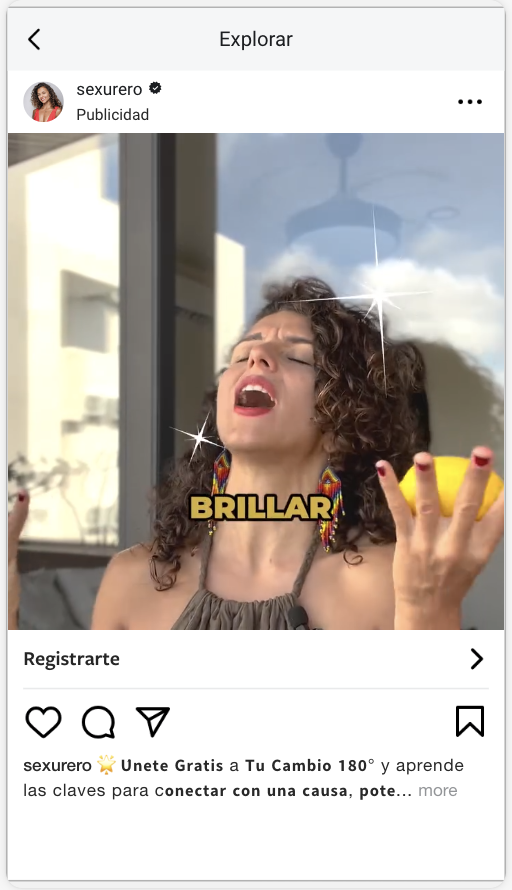 Explorar
sexurero
Publicidad
BRILLAR
Registrarte
sexurero 🌟 Unete Gratis a Tu Cambio 180° y aprende
las claves para conectar con una causa, pote... more